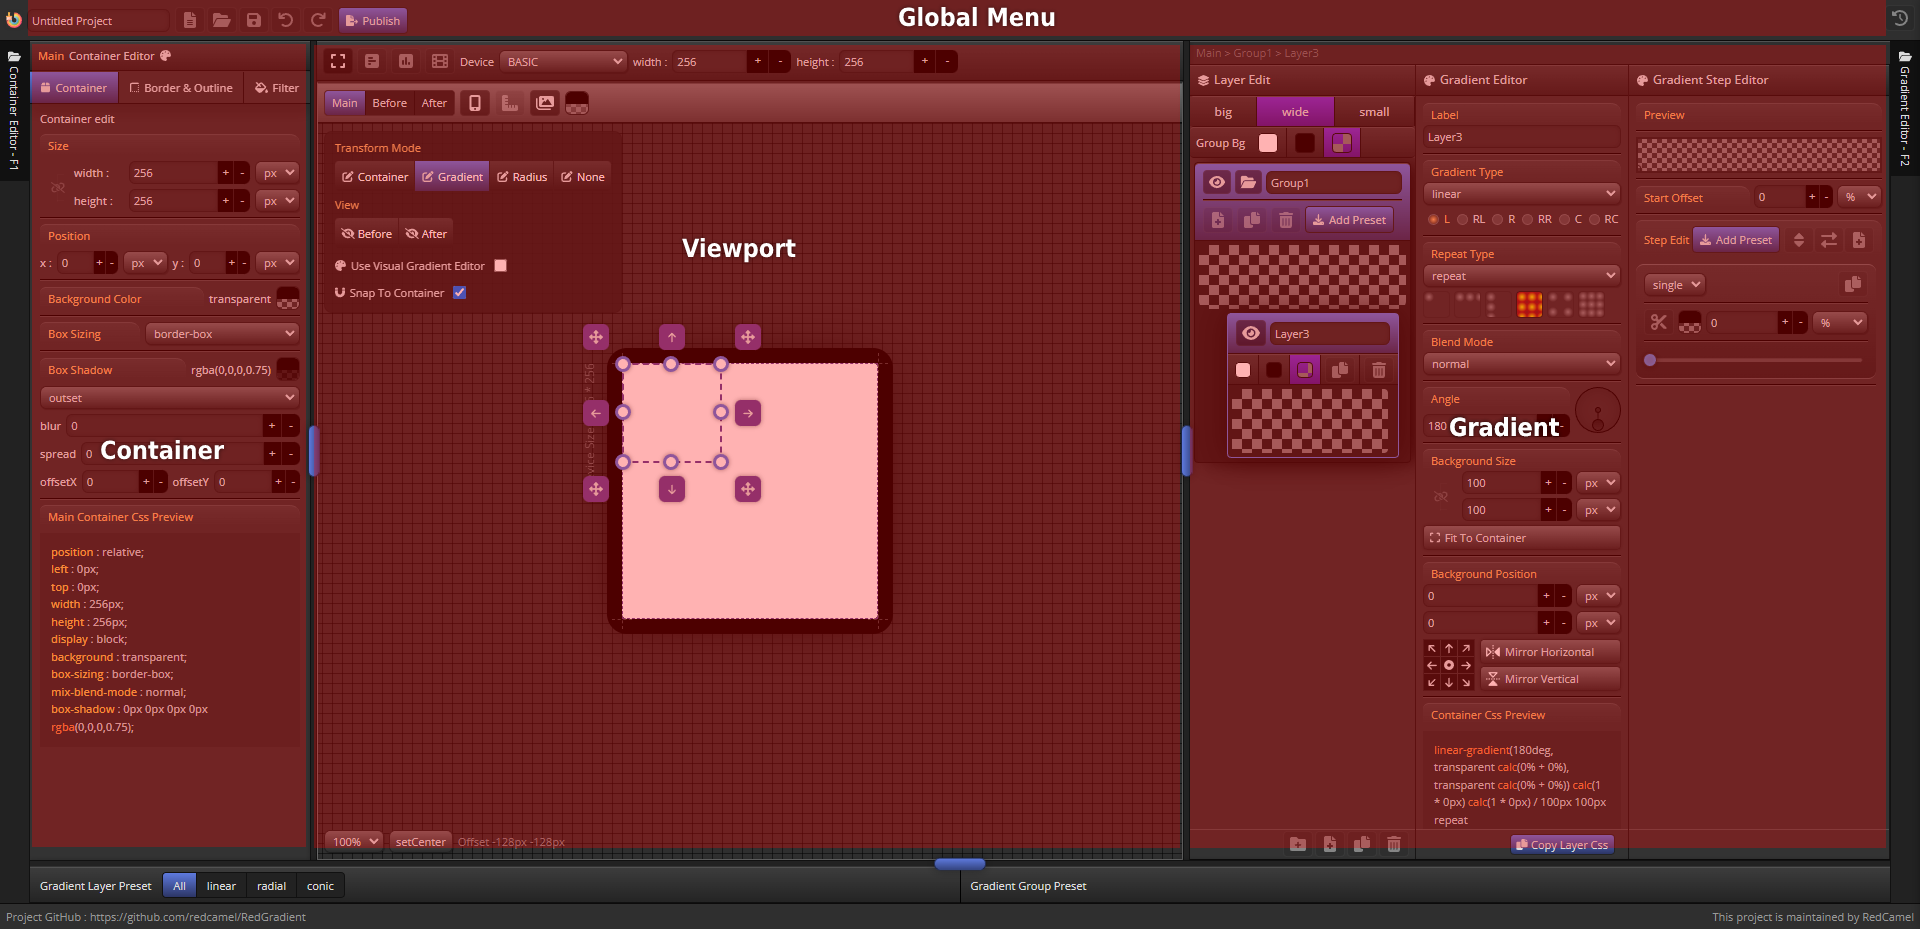 Untitled Project
Publish
Global Menu
Container Editor - F1
Main Container Editor
Container
Border & Outline
Filter
Container edit
Size
width : 256 + - px
height : 256 + - px
Position
x : 0 + - px y : 0 + - px
Background Color transparent
Box Sizing border-box
Box Shadow rgba(0,0,0,0.75)
outset
blur 0 + -
spread 0 + -
Container
offsetX 0 + - offsetY 0 + -
Main Container Css Preview
position : relative;
left : 0px;
top : 0px;
width : 256px;
height : 256px;
display : block;
background : transparent;
box-sizing : border-box;
mix-blend-mode : normal;
box-shadow : 0px 0px 0px 0px
rgba(0,0,0,0.75);
Device BASIC width : 256 + - height : 256 + -
Main Before After
Transform Mode
Container Gradient Radius None
View
Before After
Use Visual Gradient Editor
Snap To Container
Viewport
* 256
100% setCenter Offset -128px -128px
Main > Group1 > Layer3
Layer Edit
big wide small
Group Bg
Group1
Add Preset
Layer3
Gradient Editor
Label
Layer3
Gradient Type
linear
L RL R RR C RC
Repeat Type
repeat
Blend Mode
normal
Angle
180 -
Gradient
Background Size
100 + - px
100 + - px
Fit To Container
Background Position
0 + - px
0 + - px
Mirror Horizontal
Mirror Vertical
Container Css Preview
linear-gradient(180deg,
transparent calc(0% + 0%),
transparent calc(0% + 0%)) calc(1
* 0px) calc(1 * 0px) / 100px 100px
repeat
Copy Layer Css
Gradient Step Editor
Preview
Start Offset 0 + - %
Step Edit Add Preset
single
0 + - %
Gradient Editor - F2
Gradient Layer Preset All linear radial conic
Gradient Group Preset
Project GitHub : https://github.com/redcamel/RedGradient
This project is maintained by RedCamel